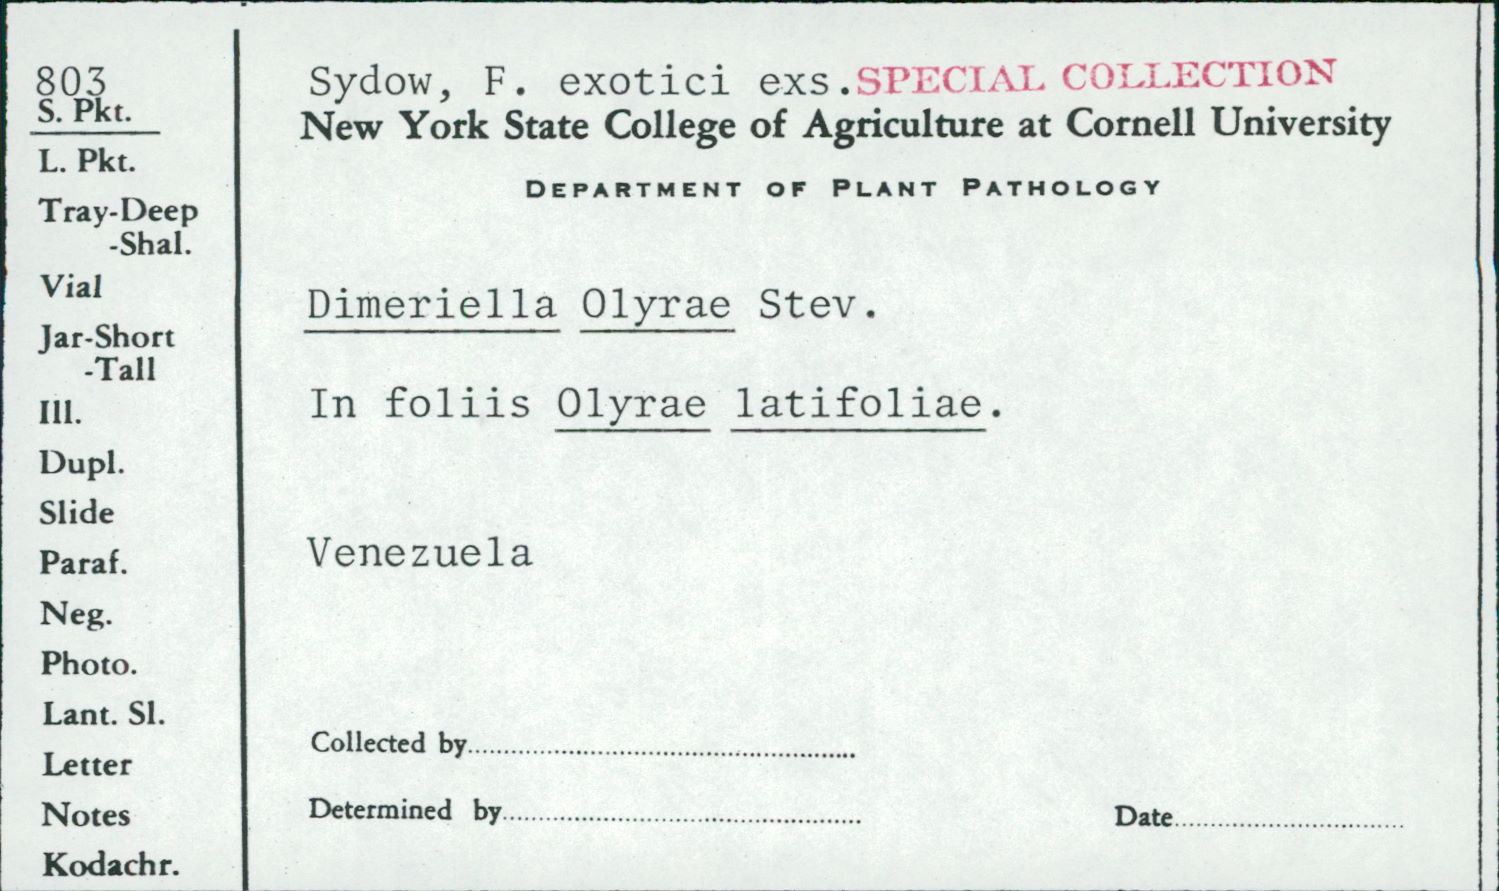 803
S. Pkt.
L. Pkt.
Tray-Deep
-Shal.
Vial
Jar-Short
-Tall
Ill.
Dupl.
Slide
Paraf.
Neg.
Photo.
Lant. Sl.
Letter
Notes
Kodachr.
Sydow, F. exotici exs. SPECIAL COLLECTION
New York State College of Agriculture at Cornell University
DEPARTMENT OF PLANT PATHOLOGY
Dimeriella Olyrae Stev.
In foliis Olyrae latifoliae.
Venezuela
Collected by
Determined by
Date